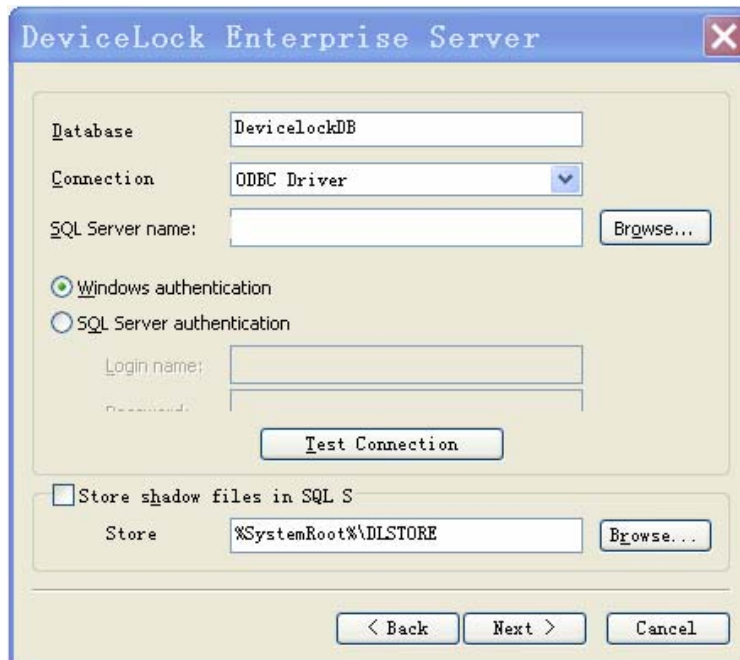 DeviceLock Enterprise Server
Database DevicelockDB
Connection ODBC Driver
SQL Server name: Browse...
Windows authentication
SQL Server authentication
Login name:
Test Connection
Store shadow files in SQL S
Store %SystemRoot%\DLSTORE Browse...
< Back Next > Cancel